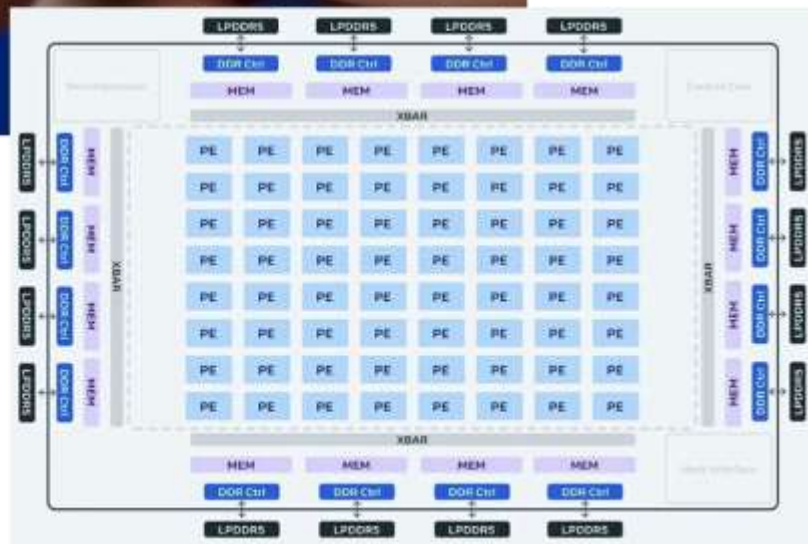 LPDDR5 LPDDR5 LPDDR5 LPDDR5
DDR Ctrl DDR Ctrl DDR Ctrl DDR Ctrl
MEM MEM MEM MEM
XBAR
Control Core
LPDDR5 DDR Ctrl MEM
LPDDR5 DDR Ctrl MEM
LPDDR5 DDR Ctrl MEM
LPDDR5 DDR Ctrl MEM
XBAR
PE PE PE PE PE PE PE PE
PE PE PE PE PE PE PE PE
PE PE PE PE PE PE PE PE
PE PE PE PE PE PE PE PE
PE PE PE PE PE PE PE PE
PE PE PE PE PE PE PE PE
PE PE PE PE PE PE PE PE
PE PE PE PE PE PE PE PE
XBAR
MEM DDR Ctrl LPDDR5
MEM DDR Ctrl LPDDR5
MEM DDR Ctrl LPDDR5
MEM DDR Ctrl LPDDR5
XBAR
MEM MEM MEM MEM
Host Interface
DDR Ctrl DDR Ctrl DDR Ctrl DDR Ctrl
LPDDR5 LPDDR5 LPDDR5 LPDDR5